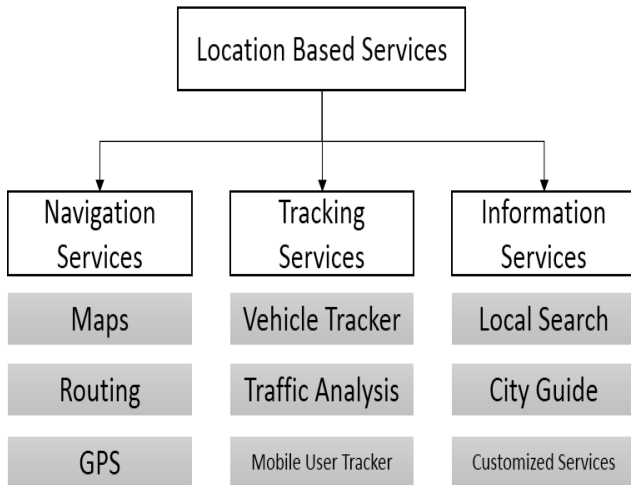 Location Based Services
Navigation
Services
Tracking
Services
Information
Services
Maps
Vehicle Tracker
Local Search
Routing
Traffic Analysis
City Guide
GPS
Mobile User Tracker
Customized Services